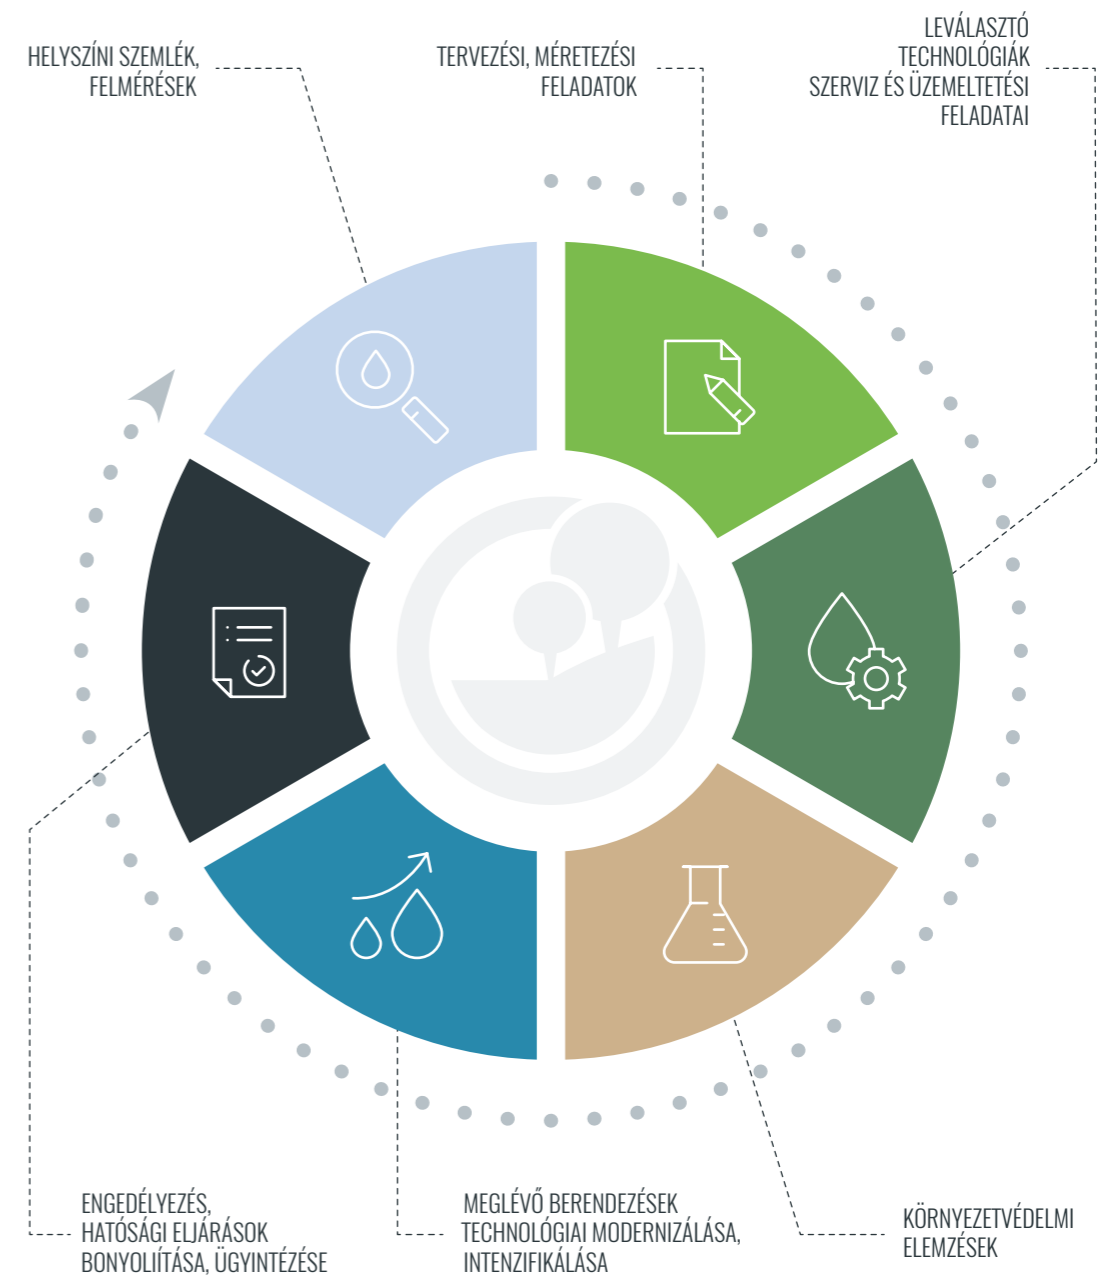 HELYSZÍNI SZEMLÉK,
FELMÉRÉSEK
TERVEZÉSI, MÉRETEZÉSI
FELADATOK
LEVÁLASZTÓ
TECHNOLÓGIÁK
SZERVIZ ÉS ÜZEMELTETÉSI
FELADATAI
ENGEDÉLYEZÉS,
HATÓSÁGI ELJÁRÁSOK
BONYOLIÍTÁSA, ÜGYINTÉZÉSE
MEGLÉVŐ BERENDEZÉSEK
TECHNOLÓGIAI MODERNIZÁLÁSA,
INTENZIFIKÁLÁSA
KÖRNYEZETVÉDELMI
ELEMZÉSEK